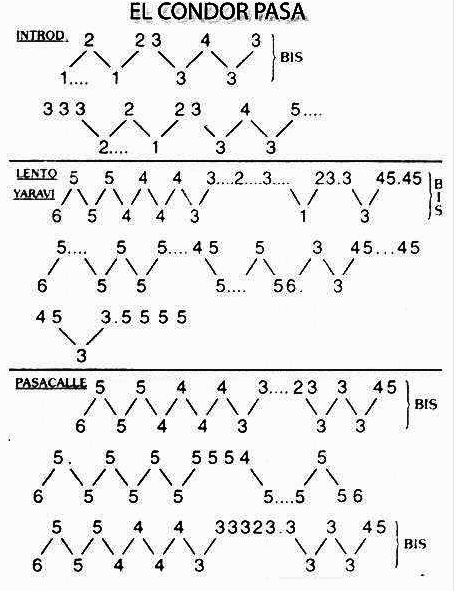 EL CONDOR PASA
INTROD. 2 2 3 4 3
1.... 1 3 3 BIS
3 3 3 2 2 3 4 5....
2.... 1 3 3
LENTO 5 5 4 4 3....2....3.... 23.3 45.45 BIS
YARAVI 6 5 4 4 3 1 3
5.... 5 5.... 4 5 5 3 45...45
6 5 5 5.... 56. 3
4 5 3.5 5 5 5
3
PASACALLE 5 5 4 4 3.... 2 3 3 4 5
6 5 4 4 3 3 3 BIS
5. 5 5 5 5 5 4 5
6 5 5 5 5....5 5 6
5 5 4 4 33323.3 3 45
6 5 4 4 3 3 3 BIS